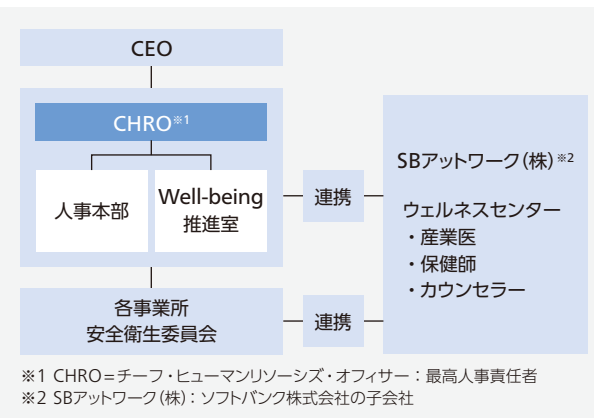 CEO
CHRO※1
人事本部
Well-being
推進室
連携
SBアットワーク(株)※2
ウェルネスセンター
・産業医
・保健師
・カウンセラー
各事業所
安全衛生委員会
連携
※1 CHRO=チーフ・ヒューマンリソーシズ・オフィサー：最高人事責任者
※2 SBアットワーク(株)：ソフトバンク株式会社の子会社